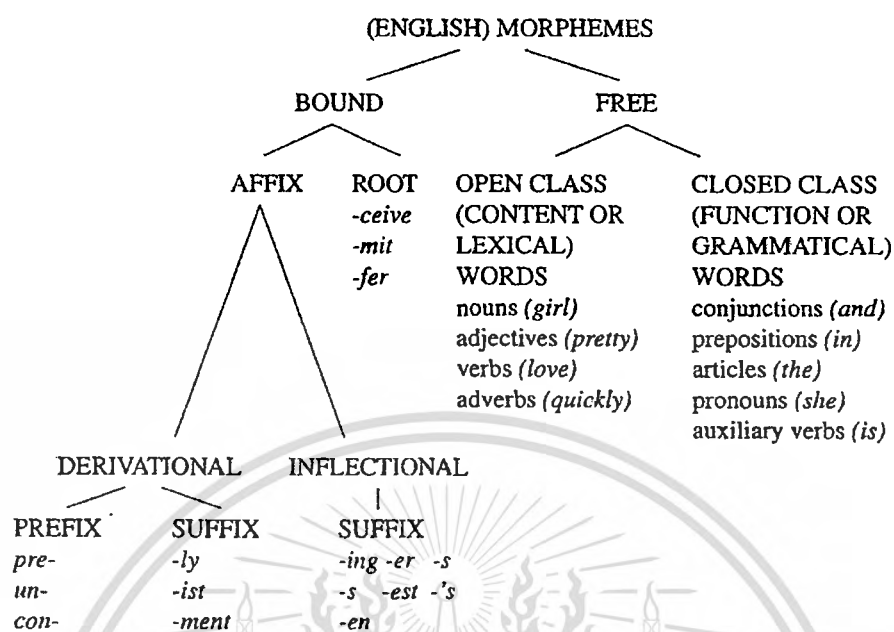 (ENGLISH) MORPHEMES
BOUND FREE
AFFIX ROOT OPEN CLASS CLOSED CLASS
-ceive (CONTENT OR (FUNCTION OR
-mit LEXICAL) GRAMMATICAL)
-fer WORDS WORDS
nouns (girl) conjunctions (and)
adjectives (pretty) prepositions (in)
verbs (love) articles (the)
adverbs (quickly) pronouns (she)
auxiliary verbs (is)
DERIVATIONAL INFLECTIONAL
PREFIX SUFFIX SUFFIX
pre- -ly -ing -er -s
un- -ist -s -est -'s
con- -ment -en